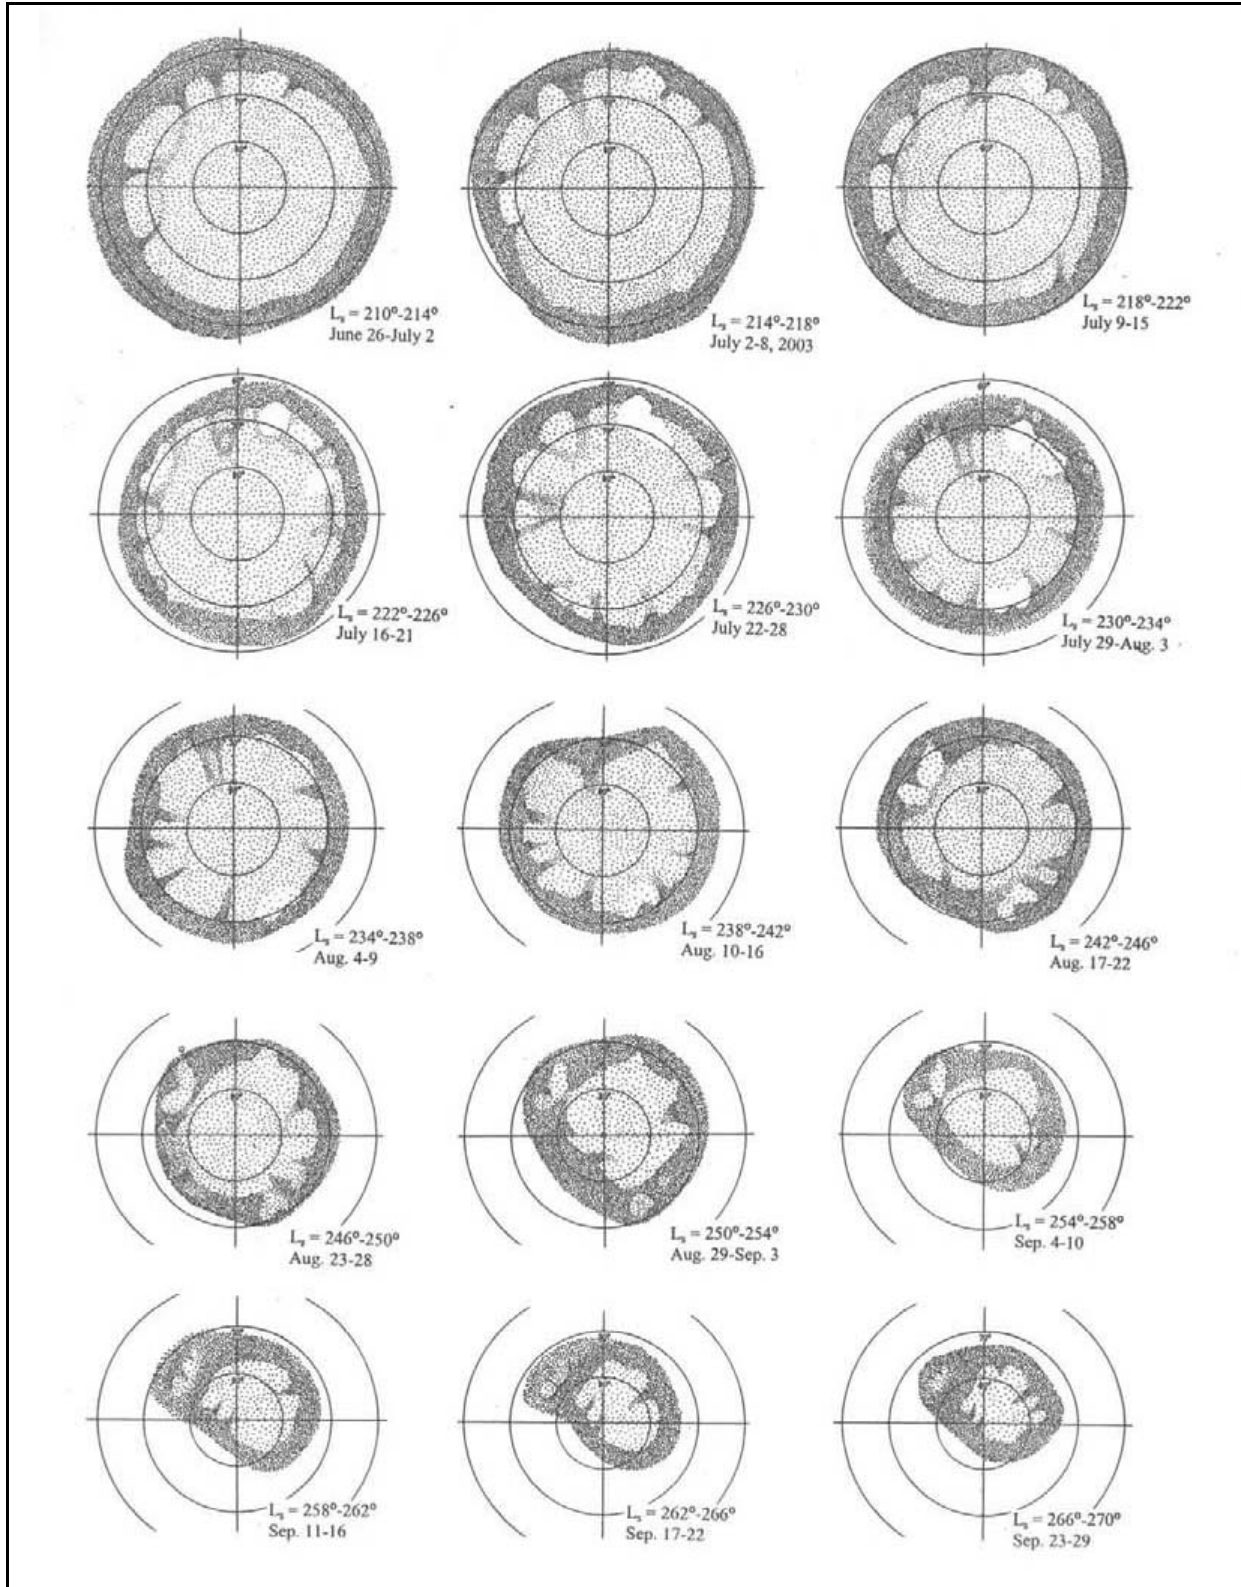 Lₛ = 210°-214°
June 26-July 2
Lₛ = 214°-218°
July 2-8, 2003
Lₛ = 218°-222°
July 9-15
Lₛ = 222°-226°
July 16-21
Lₛ = 226°-230°
July 22-28
Lₛ = 230°-234°
July 29-Aug. 3
Lₛ = 234°-238°
Aug. 4-9
Lₛ = 238°-242°
Aug. 10-16
Lₛ = 242°-246°
Aug. 17-22
Lₛ = 246°-250°
Aug. 23-28
Lₛ = 250°-254°
Aug. 29-Sep. 3
Lₛ = 254°-258°
Sep. 4-10
Lₛ = 258°-262°
Sep. 11-16
Lₛ = 262°-266°
Sep. 17-22
Lₛ = 266°-270°
Sep. 23-29